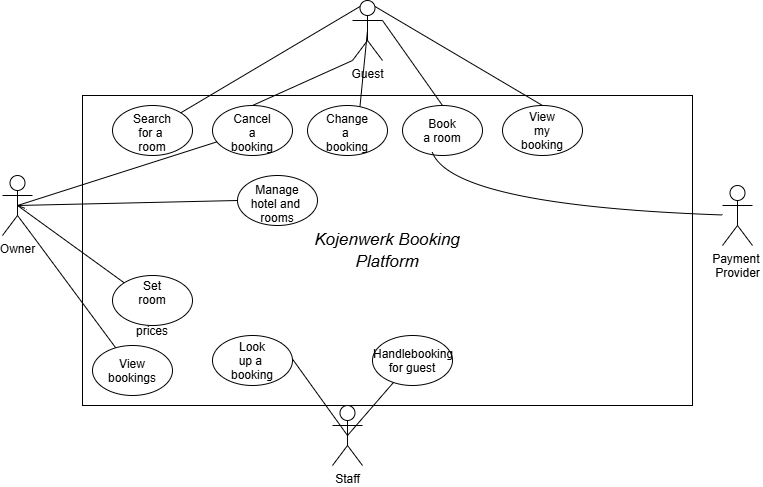 Guest
Search
for a
room
Cancel
a
booking
Change
a
booking
Book
a room
View
my
booking
Manage
hotel and
rooms
Owner
Kojenwerk Booking
Platform
Payment
Provider
Set
room
prices
View
bookings
Look
up a
booking
Handlebooking
for guest
Staff